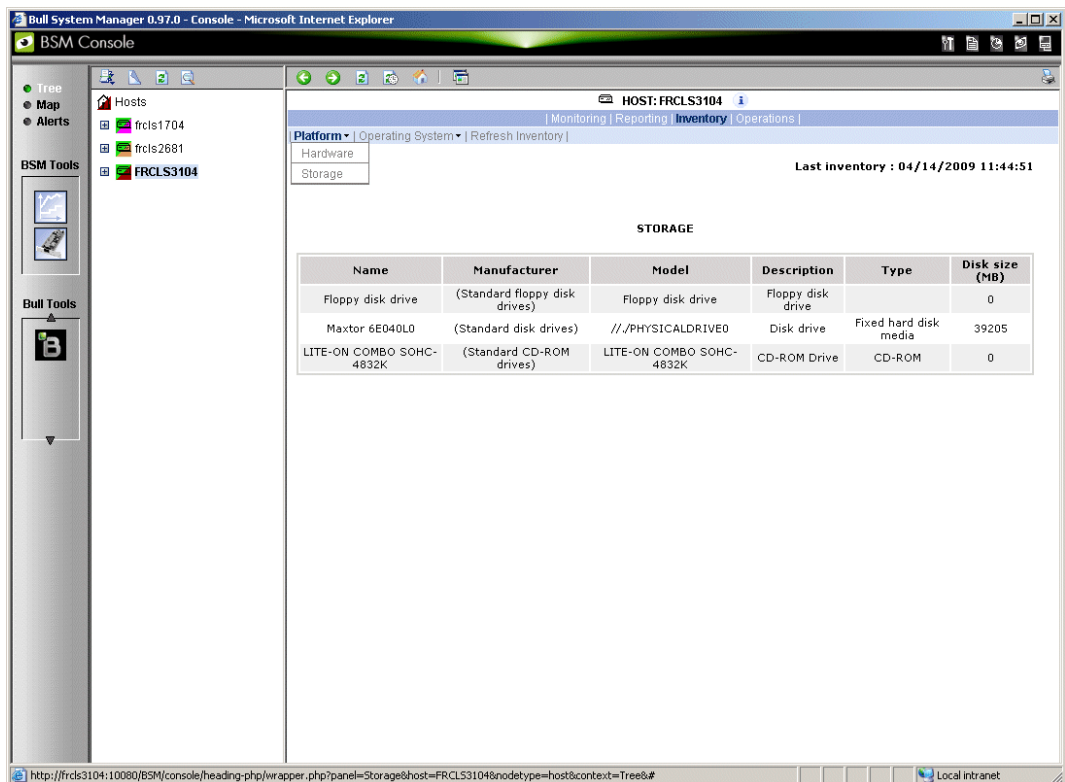 Bull System Manager 0.97.0 - Console - Microsoft Internet Explorer
BSM Console
Tree
Map
Alerts
BSM Tools
Bull Tools
B
Hosts
frcls1704
frcls2681
FRCLS3104
HOST: FRCLS3104 i
| Monitoring | Reporting | Inventory | Operations |
| Platform | Operating System | Refresh Inventory |
Hardware
Storage
Last inventory : 04/14/2009 11:44:51
STORAGE
Name Manufacturer Model Description Type Disk size (MB)
Floppy disk drive (Standard floppy disk drives) Floppy disk drive Floppy disk drive 0
Maxtor 6E040L0 (Standard disk drives) //./PHYSICALDRIVE0 Disk drive Fixed hard disk media 39205
LITE-ON COMBO SOHC-4832K (Standard CD-ROM drives) LITE-ON COMBO SOHC-4832K CD-ROM Drive CD-ROM 0
http://frcls3104:10080/BSM/console/heading-php/wrapper.php?panel=Storage&host=FRCLS3104&nodetype=host&context=Tree&#
Local intranet